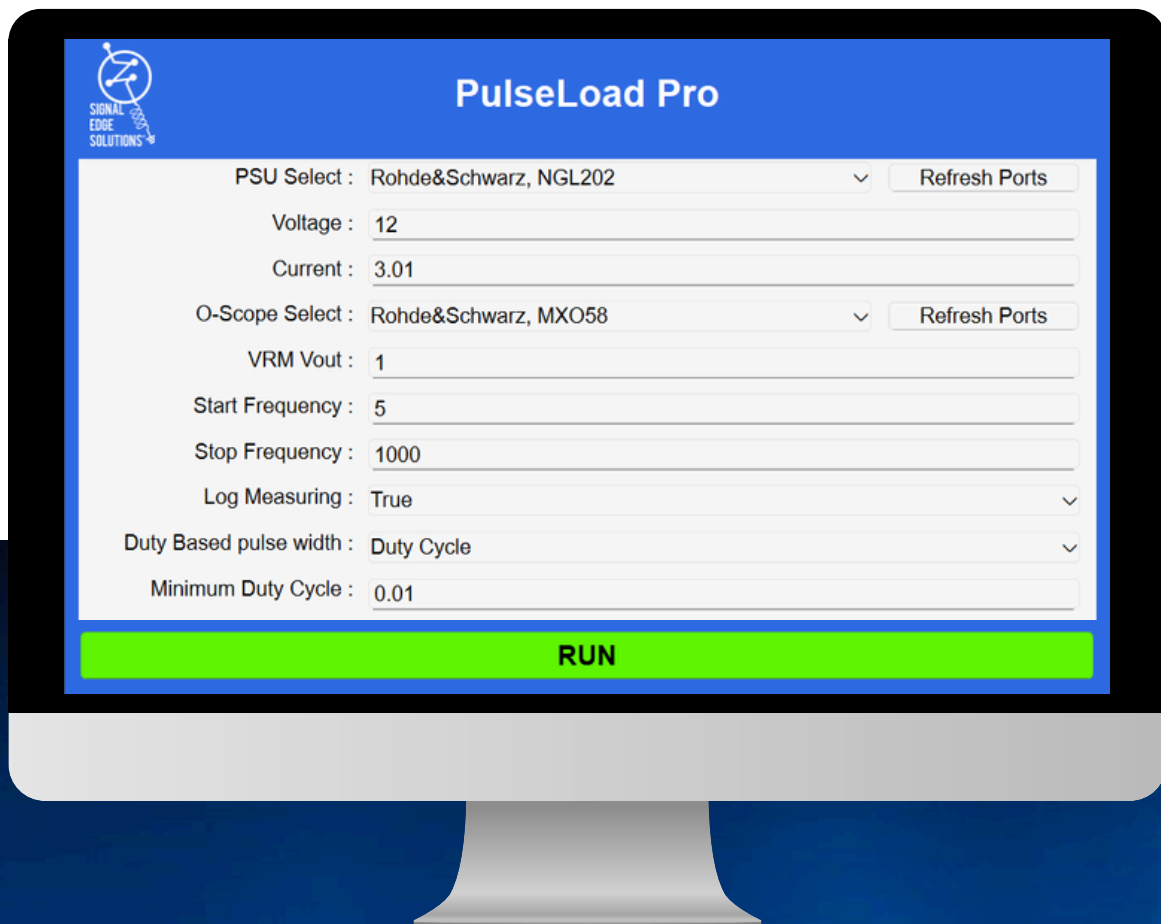 SIGNAL
EDGE
SOLUTIONS
PulseLoad Pro
PSU Select : Rohde&Schwarz, NGL202 Refresh Ports
Voltage : 12
Current : 3.01
O-Scope Select : Rohde&Schwarz, MXO58 Refresh Ports
VRM Vout : 1
Start Frequency : 5
Stop Frequency : 1000
Log Measuring : True
Duty Based pulse width : Duty Cycle
Minimum Duty Cycle : 0.01
RUN